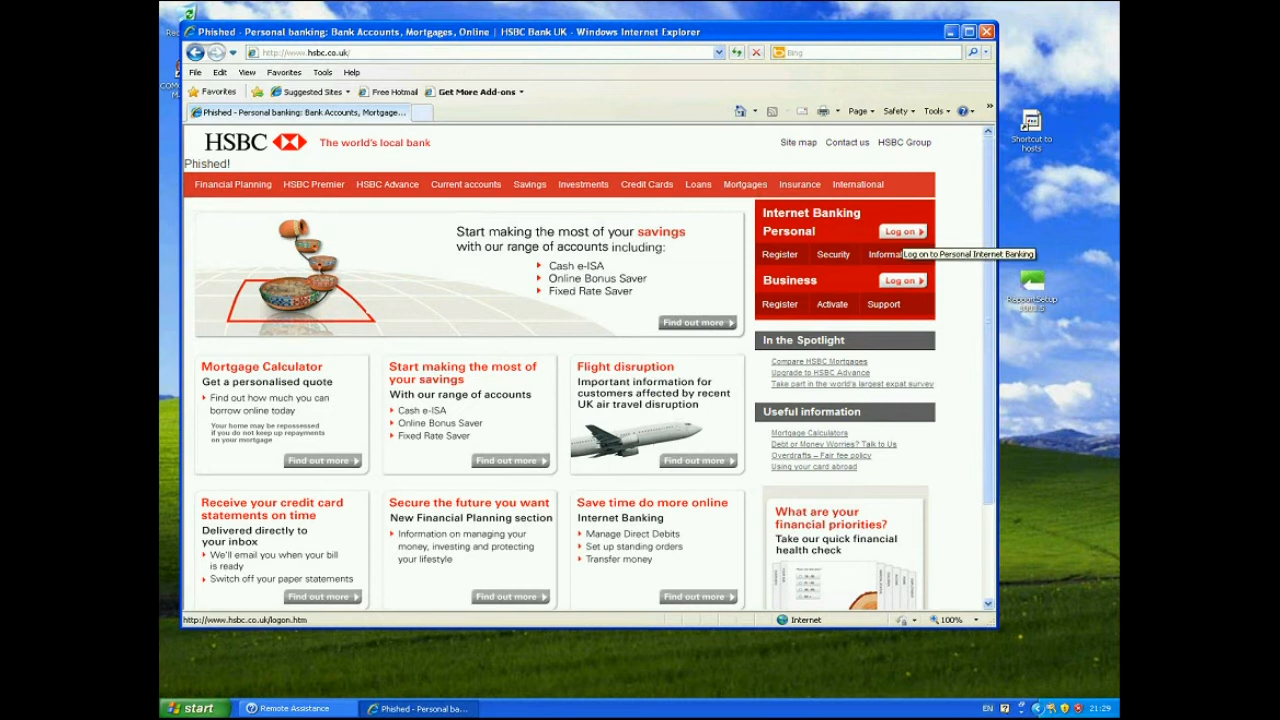 Phished - Personal banking: Bank Accounts, Mortgages, Online | HSBC Bank UK - Windows Internet Explorer
http://www.hsbc.co.uk/
Bing
File Edit View Favorites Tools Help
Favorites Suggested Sites Free Hotmail Get More Add-ons
Phished - Personal banking: Bank Accounts, Mortgage...
Page Safety Tools
HSBC The world's local bank
Site map Contact us HSBC Group
Phished!
Financial Planning HSBC Premier HSBC Advance Current accounts Savings Investments Credit Cards Loans Mortgages Insurance International
Start making the most of your savings
with our range of accounts including:
Cash e-ISA
Online Bonus Saver
Fixed Rate Saver
Find out more
Internet Banking
Personal Log on
Register Security Informa
Log on to Personal Internet Banking
Business Log on
Register Activate Support
In the Spotlight
Compare HSBC Mortgages
Upgrade to HSBC Advance
Take part in the world's largest expat survey
Useful information
Mortgage Calculators
Debt or Money Worries? Talk to Us
Overdrafts – Fair fee policy
Using your card abroad
Mortgage Calculator
Get a personalised quote
Find out how much you can
borrow online today
Your home may be repossessed
if you do not keep up repayments
on your mortgage
Find out more
Start making the most of
your savings
With our range of accounts
Cash e-ISA
Online Bonus Saver
Fixed Rate Saver
Find out more
Flight disruption
Important information for
customers affected by recent
UK air travel disruption
Find out more
Receive your credit card
statements on time
Delivered directly to
your inbox
We'll email you when your bill
is ready
Switch off your paper statements
Find out more
Secure the future you want
New Financial Planning section
Information on managing your
money, investing and protecting
your lifestyle
Find out more
Save time do more online
Internet Banking
Manage Direct Debits
Set up standing orders
Transfer money
Find out more
What are your
financial priorities?
Take our quick financial
health check
http://www.hsbc.co.uk/logon.htm
Internet
100%
Shortcut to
hosts
start Remote Assistance Phished - Personal ba...
EN 21:29